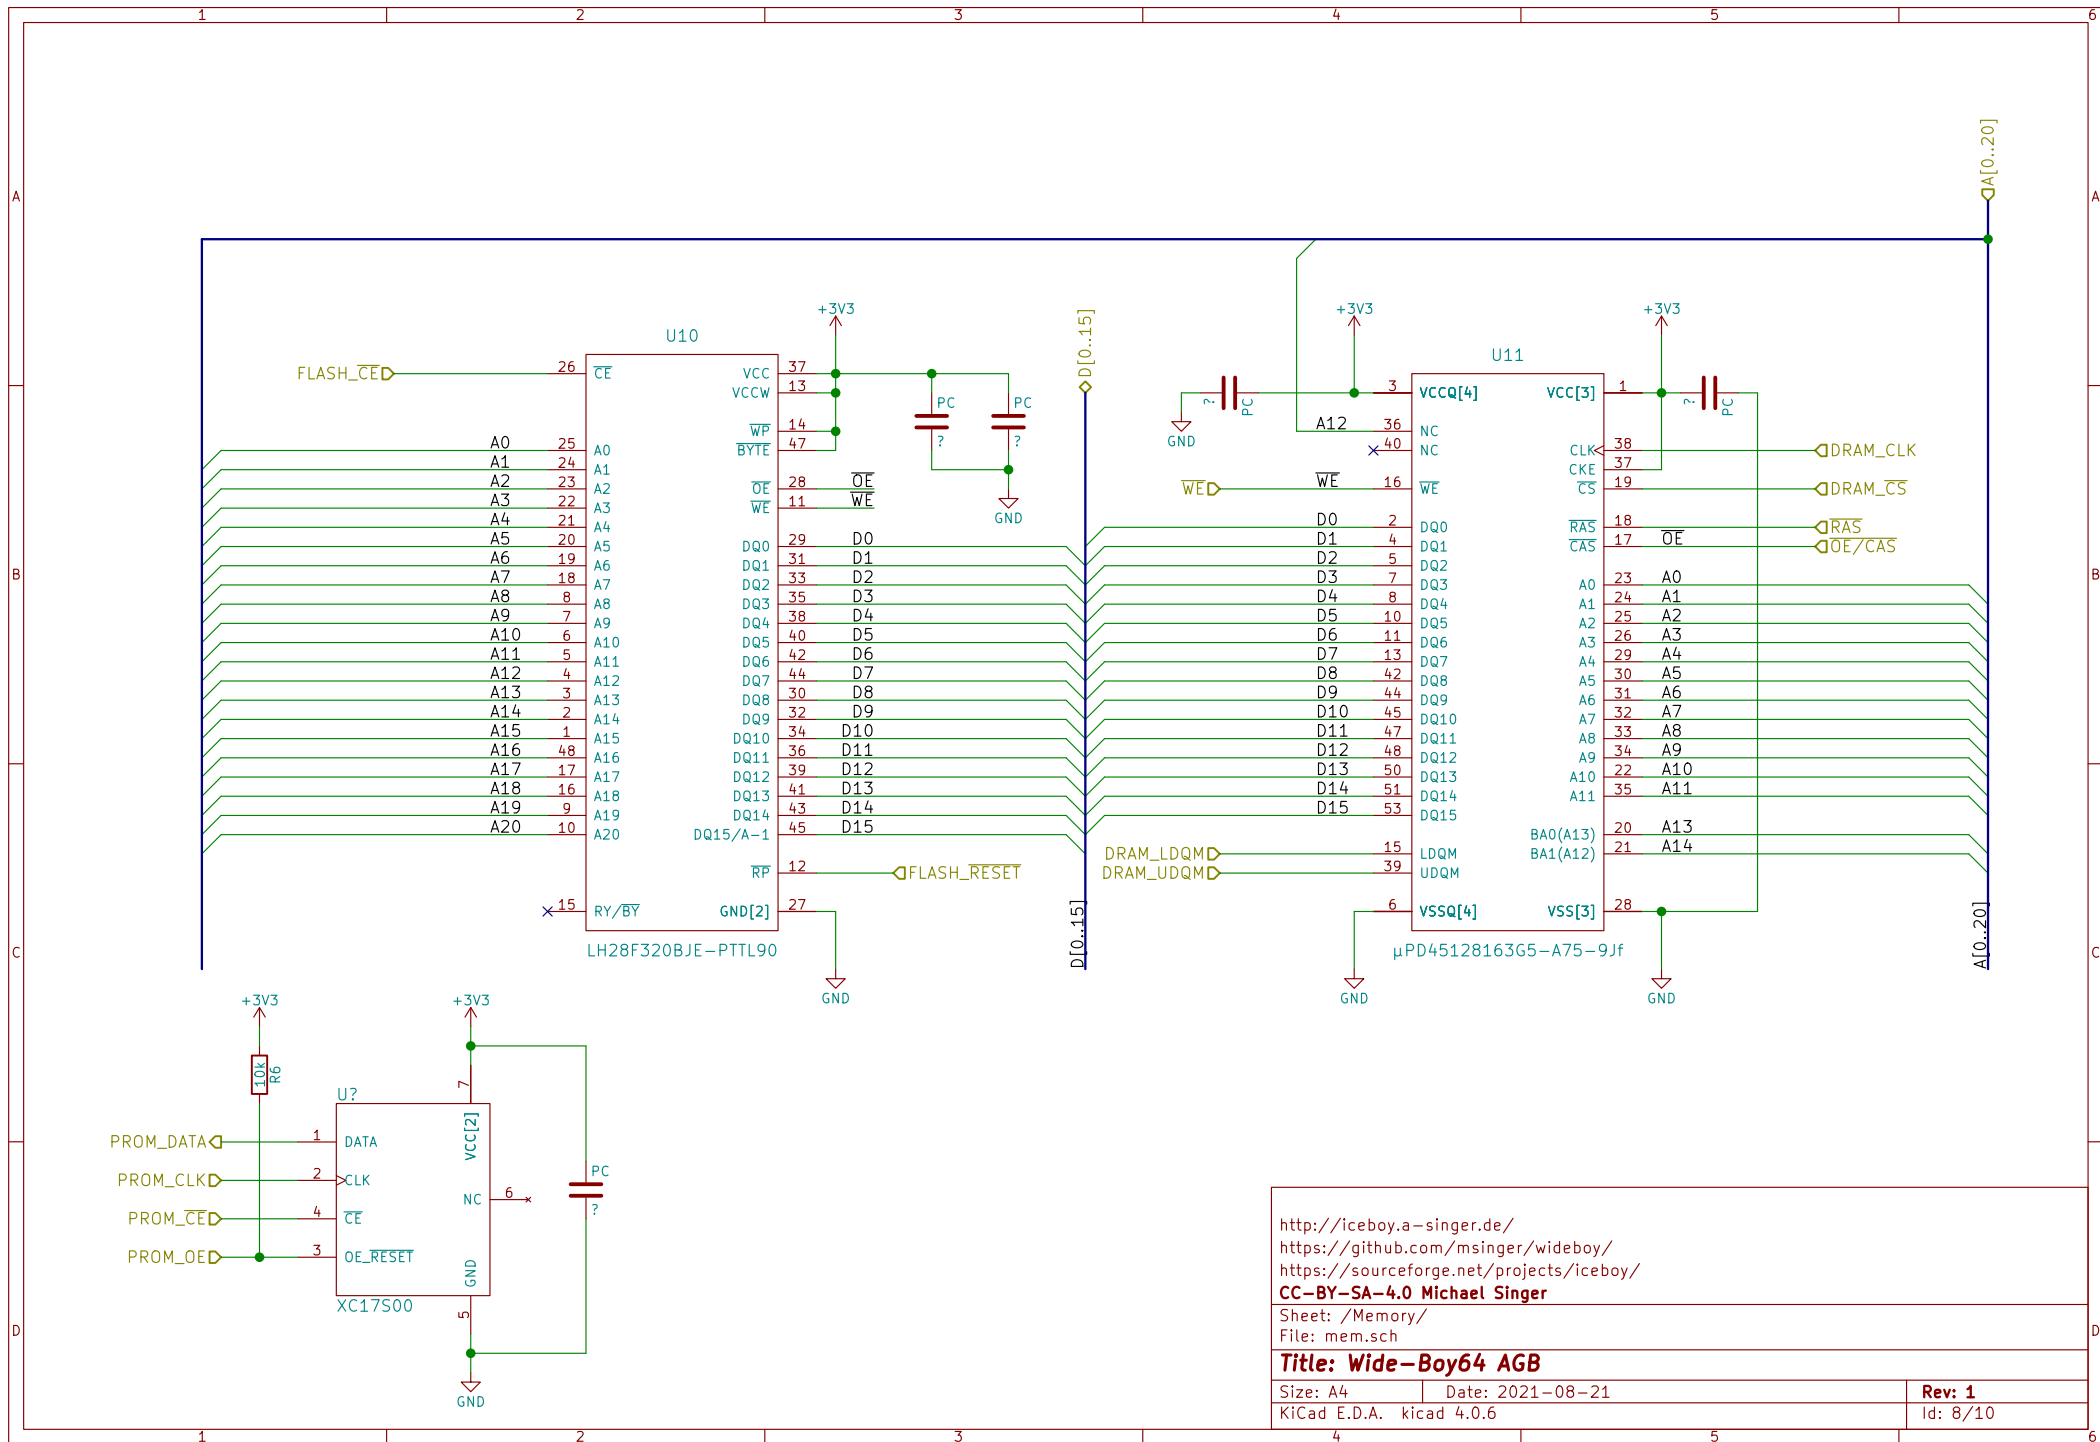 1 2 3 4 5 6
A A
B B
C C
D D
1 2 3 4 5 6
A[0..20]
+3V3
U10
FLASH_CE
26 CE
VCC 37
VCCW 13
WP 14
BYTE 47
OE 28 OE
WE 11 WE
PC ?
PC ?
GND
A0 25 A0
A1 24 A1
A2 23 A2
A3 22 A3
A4 21 A4
A5 20 A5
A6 19 A6
A7 18 A7
A8 8 A8
A9 7 A9
A10 6 A10
A11 5 A11
A12 4 A12
A13 3 A13
A14 2 A14
A15 1 A15
A16 48 A16
A17 17 A17
A18 16 A18
A19 9 A19
A20 10 A20
15 RY/BY
DQ0 29 D0
DQ1 31 D1
DQ2 33 D2
DQ3 35 D3
DQ4 38 D4
DQ5 40 D5
DQ6 42 D6
DQ7 44 D7
DQ8 30 D8
DQ9 32 D9
DQ10 34 D10
DQ11 36 D11
DQ12 39 D12
DQ13 41 D13
DQ14 43 D14
DQ15/A-1 45 D15
RP 12 FLASH_RESET
GND[2] 27
LH28F320BJE-PTTL90
GND
D[0..15]
D[0..15]
+3V3
+3V3
U11
? PC
GND
3 VCCQ[4]
A12 36 NC
40 NC
WE WE 16 WE
D0 2 DQ0
D1 4 DQ1
D2 5 DQ2
D3 7 DQ3
D4 8 DQ4
D5 10 DQ5
D6 11 DQ6
D7 13 DQ7
D8 42 DQ8
D9 44 DQ9
D10 45 DQ10
D11 47 DQ11
D12 48 DQ12
D13 50 DQ13
D14 51 DQ14
D15 53 DQ15
DRAM_LDQM 15 LDQM
DRAM_UDQM 39 UDQM
6 VSSQ[4]
VCC[3] 1
? PC
CLK 38 DRAM_CLK
CKE 37
CS 19 DRAM_CS
RAS 18 RAS
CAS 17 OE OE/CAS
A0 23 A0
A1 24 A1
A2 25 A2
A3 26 A3
A4 29 A4
A5 30 A5
A6 31 A6
A7 32 A7
A8 33 A8
A9 34 A9
A10 22 A10
A11 35 A11
BA0(A13) 20 A13
BA1(A12) 21 A14
VSS[3] 28
µPD45128163G5-A75-9Jf
GND
GND
A[0..20]
+3V3
+3V3
10k R6
U?
7
VCC[2]
PROM_DATA 1 DATA
PROM_CLK 2 CLK
PROM_CE 4 CE
PROM_OE 3 OE_RESET
NC 6
GND
5
XC17S00
PC ?
GND
http://iceboy.a-singer.de/
https://github.com/msinger/wideboy/
https://sourceforge.net/projects/iceboy/
CC-BY-SA-4.0 Michael Singer
Sheet: /Memory/
File: mem.sch
Title: Wide-Boy64 AGB
Size: A4 Date: 2021-08-21 Rev: 1
KiCad E.D.A. kicad 4.0.6 Id: 8/10